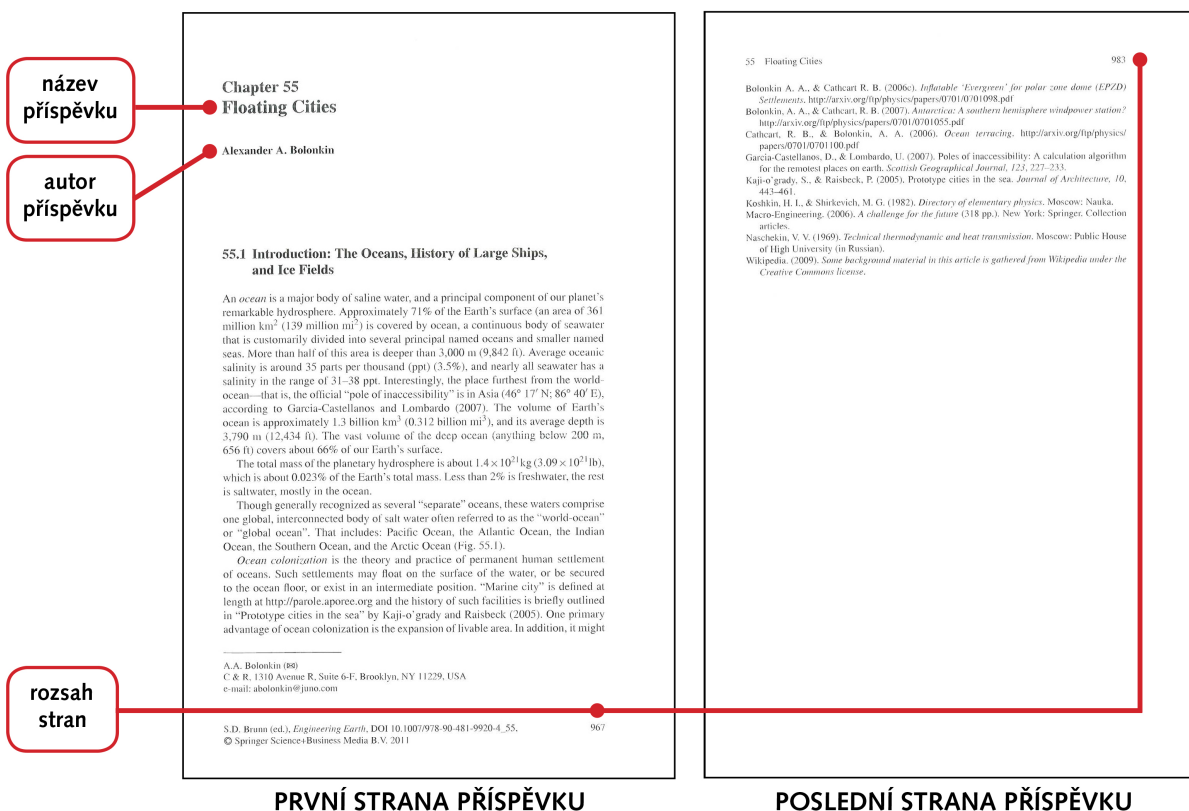 název
příspěvku
autor
příspěvku
rozsah
stran
Chapter 55
Floating Cities
Alexander A. Bolonkin
55.1 Introduction: The Oceans, History of Large Ships,
and Ice Fields
An ocean is a major body of saline water, and a principal component of our planet's
remarkable hydrosphere. Approximately 71% of the Earth's surface (an area of 361
million km² (139 million mi²) is covered by ocean, a continuous body of seawater
that is customarily divided into several principal named oceans and smaller named
seas. More than half of this area is deeper than 3,000 m (9,842 ft). Average oceanic
salinity is around 35 parts per thousand (ppt) (3.5%), and nearly all seawater has a
salinity in the range of 31–38 ppt. Interestingly, the place furthest from the world-
ocean—that is, the official “pole of inaccessibility” is in Asia (46° 17′ N; 86° 40′ E),
according to Garcia-Castellanos and Lombardo (2007). The volume of Earth's
ocean is approximately 1.3 billion km³ (0.312 billion mi³), and its average depth is
3,790 m (12,434 ft). The vast volume of the deep ocean (anything below 200 m,
656 ft) covers about 66% of our Earth's surface.
The total mass of the planetary hydrosphere is about 1.4 × 10²¹ kg (3.09 × 10²¹ lb),
which is about 0.023% of the Earth's total mass. Less than 2% is freshwater, the rest
is saltwater, mostly in the ocean.
Though generally recognized as several “separate” oceans, these waters comprise
one global, interconnected body of salt water often referred to as the “world-ocean”
or “global ocean”. That includes: Pacific Ocean, the Atlantic Ocean, the Indian
Ocean, the Southern Ocean, and the Arctic Ocean (Fig. 55.1).
Ocean colonization is the theory and practice of permanent human settlement
of oceans. Such settlements may float on the surface of the water, or be secured
to the ocean floor, or exist in an intermediate position. “Marine city” is defined at
length at http://parole.aporee.org and the history of such facilities is briefly outlined
in “Prototype cities in the sea” by Kaji-o'grady and Raisbeck (2005). One primary
advantage of ocean colonization is the expansion of livable area. In addition, it might
A.A. Bolonkin (✉)
C & R, 1310 Avenue R, Suite 6-F, Brooklyn, NY 11229, USA
e-mail: abolonkin@juno.com
S.D. Brunn (ed.), Engineering Earth, DOI 10.1007/978-90-481-9920-4_55, 967
© Springer Science+Business Media B.V. 2011
PRVNÍ STRANA PŘÍSPĚVKU
55 Floating Cities 983
Bolonkin A. A., & Cathcart R. B. (2006c). Inflatable ‘Evergreen’ for polar zone dome (EPZD)
Settlements. http://arxiv.org/ftp/physics/papers/0701/0701098.pdf
Bolonkin, A. A., & Cathcart, R. B. (2007). Antarctica: A southern hemisphere windpower station?
http://arxiv.org/ftp/physics/papers/0701/0701055.pdf
Cathcart, R. B., & Bolonkin, A. A. (2006). Ocean terracing. http://arxiv.org/ftp/physics/
papers/0701/0701100.pdf
Garcia-Castellanos, D., & Lombardo, U. (2007). Poles of inaccessibility: A calculation algorithm
for the remotest places on earth. Scottish Geographical Journal, 123, 227–233.
Kaji-o'grady, S., & Raisbeck, P. (2005). Prototype cities in the sea. Journal of Architecture, 10,
443–461.
Koshkin, H. I., & Shirkevich, M. G. (1982). Directory of elementary physics. Moscow: Nauka.
Macro-Engineering. (2006). A challenge for the future (318 pp.). New York: Springer. Collection
articles.
Naschekin, V. V. (1969). Technical thermodynamic and heat transmission. Moscow: Public House
of High University (in Russian).
Wikipedia. (2009). Some background material in this article is gathered from Wikipedia under the
Creative Commons license.
POSLEDNÍ STRANA PŘÍSPĚVKU